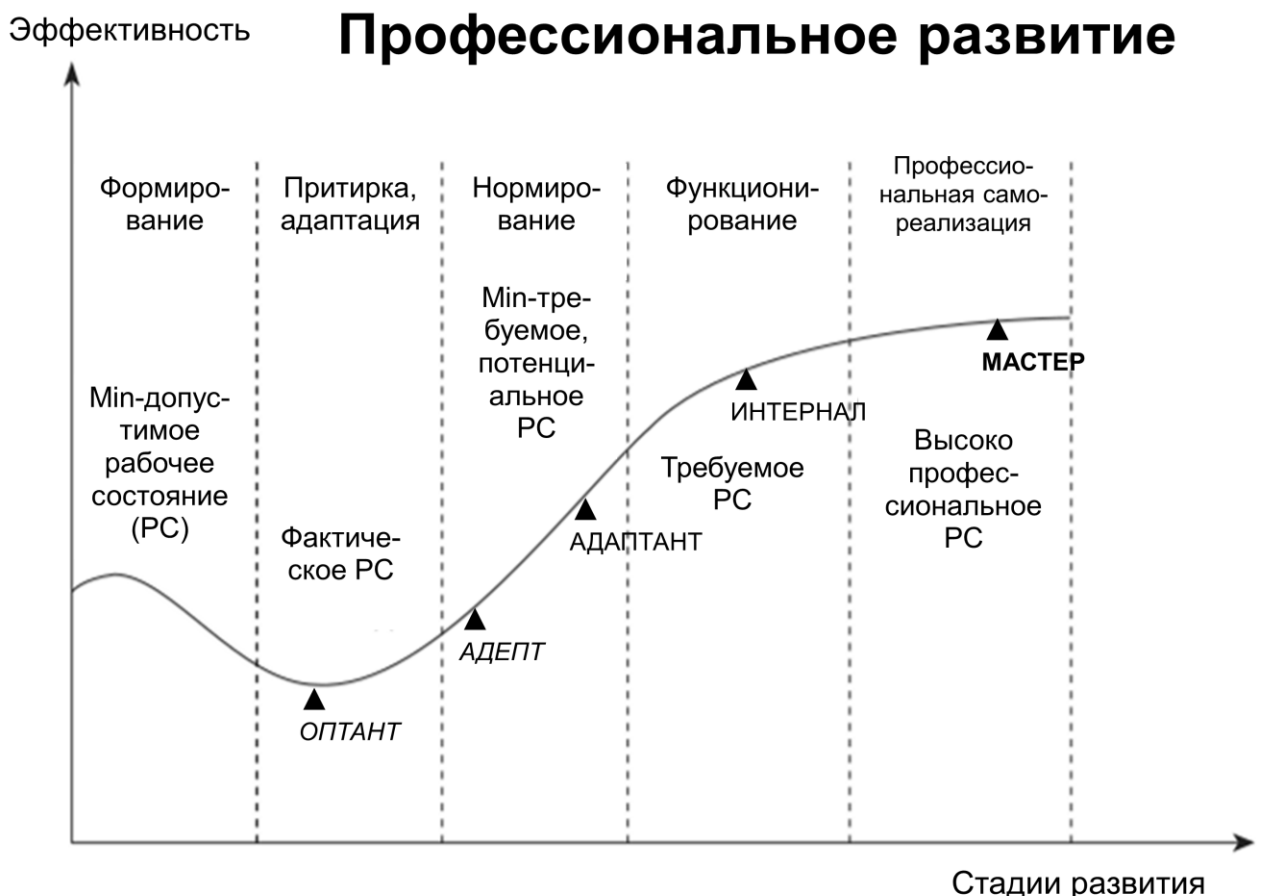 Эффективность
Профессиональное развитие
Формиро-
вание
Притирка,
адаптация
Нормиро-
вание
Функциони-
рование
Профессио-
нальная само-
реализация
Min-допус-
тимое
рабочее
состояние
(РС)
Фактиче-
ское РС
Min-тре-
буемое,
потенци-
альное
РС
Требуемое
РС
Высоко
профес-
сиональное
РС
ОПТАНТ
АДЕПТ
АДАПТАНТ
ИНТЕРНАЛ
МАСТЕР
Стадии развития